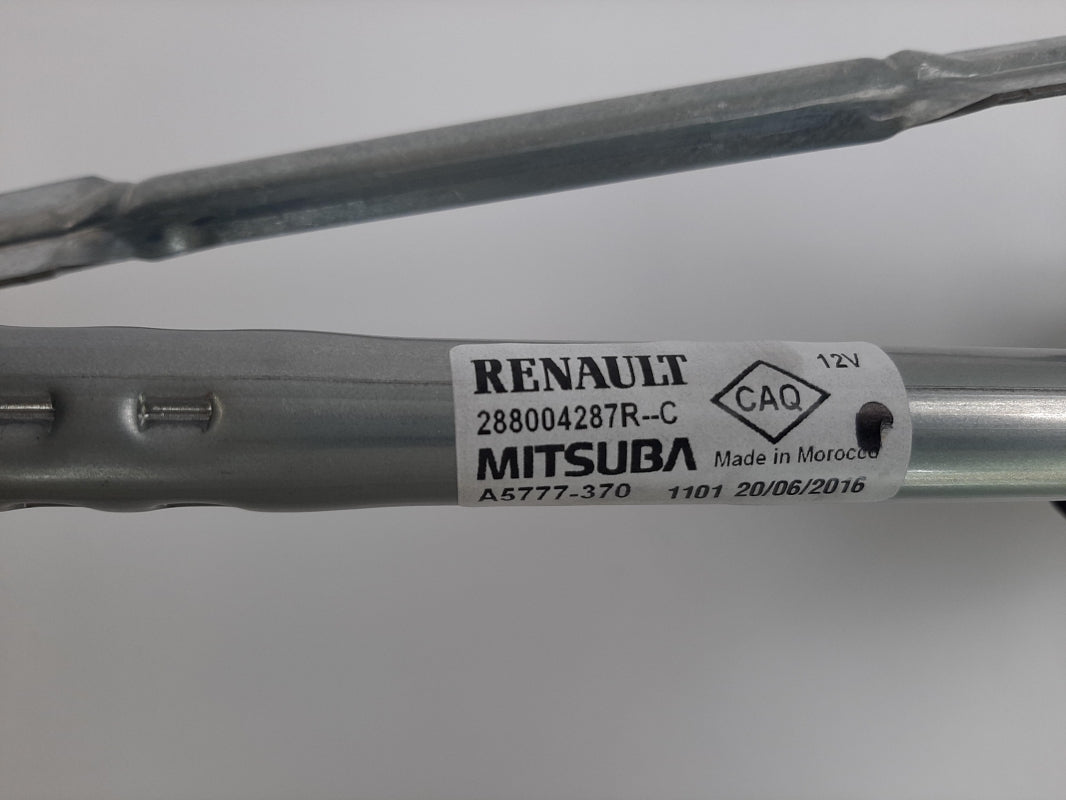 RENAULT
288004287R--C
CAQ
12V
MITSUBA
Made in Morocco
A5777-370 1101 20/06/2016